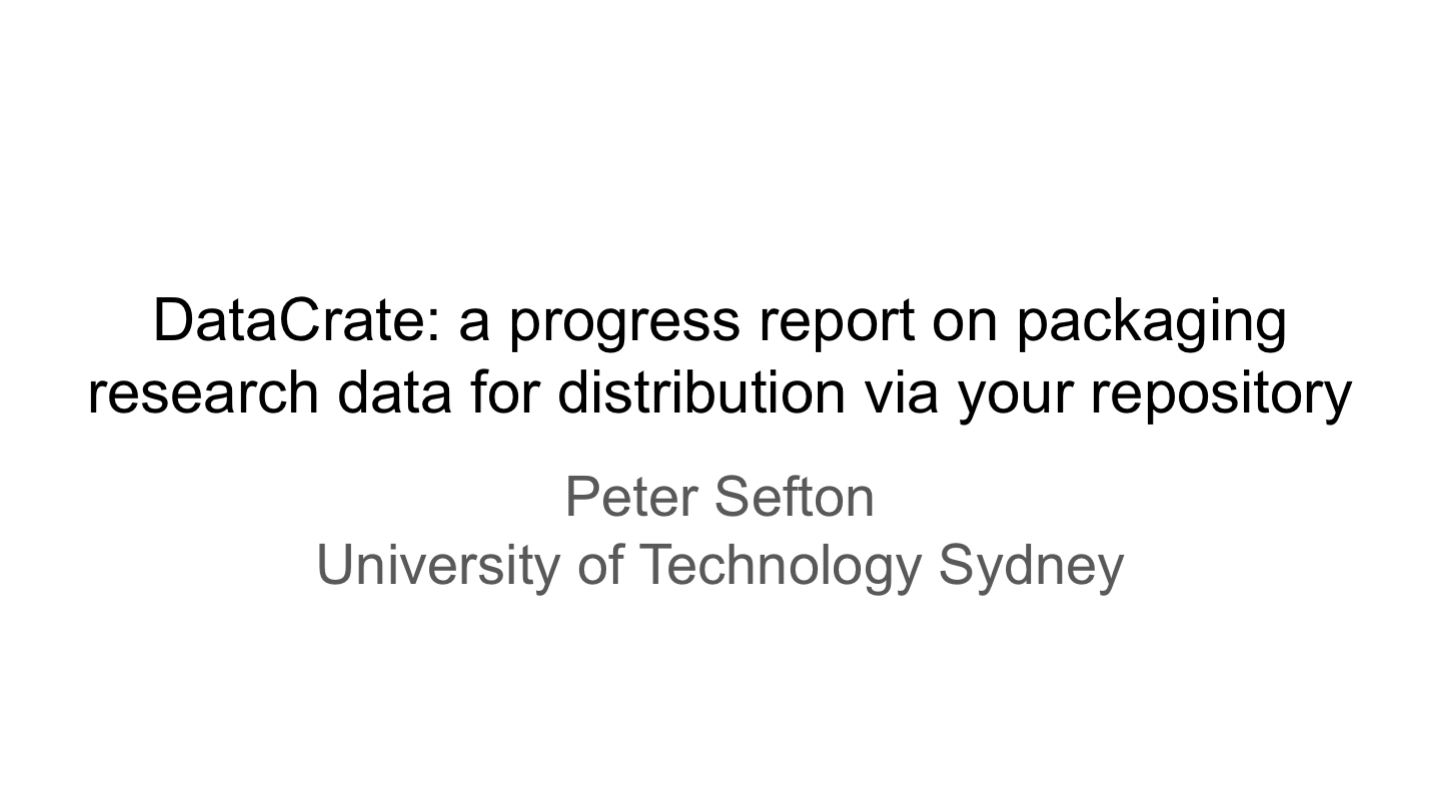 DataCrate: a progress report on packaging
research data for distribution via your repository
Peter Sefton
University of Technology Sydney